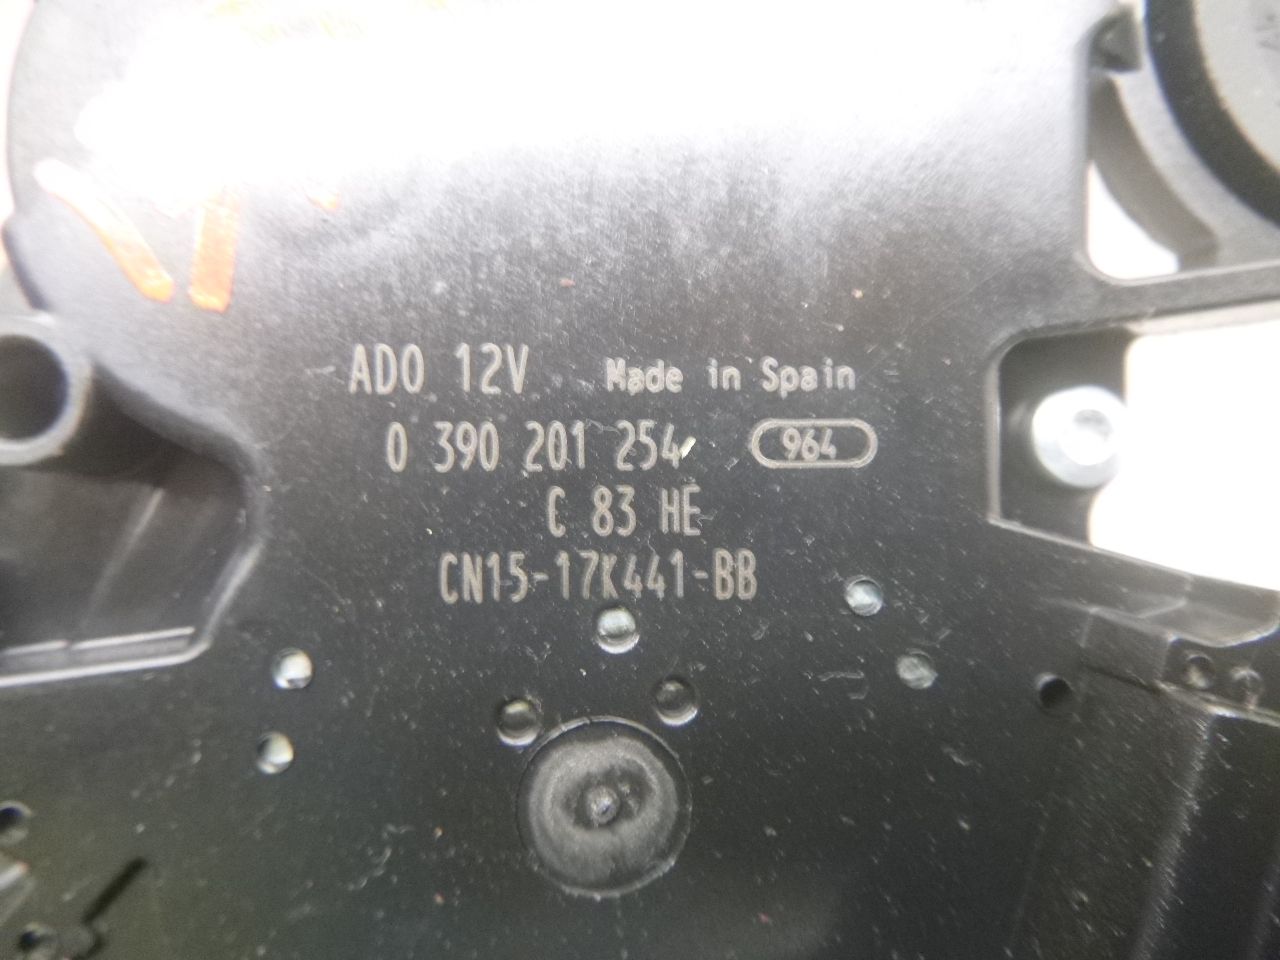 ADO 12V Made in Spain
0 390 201 254 964
C 83 HE
CN15-17K441-BB